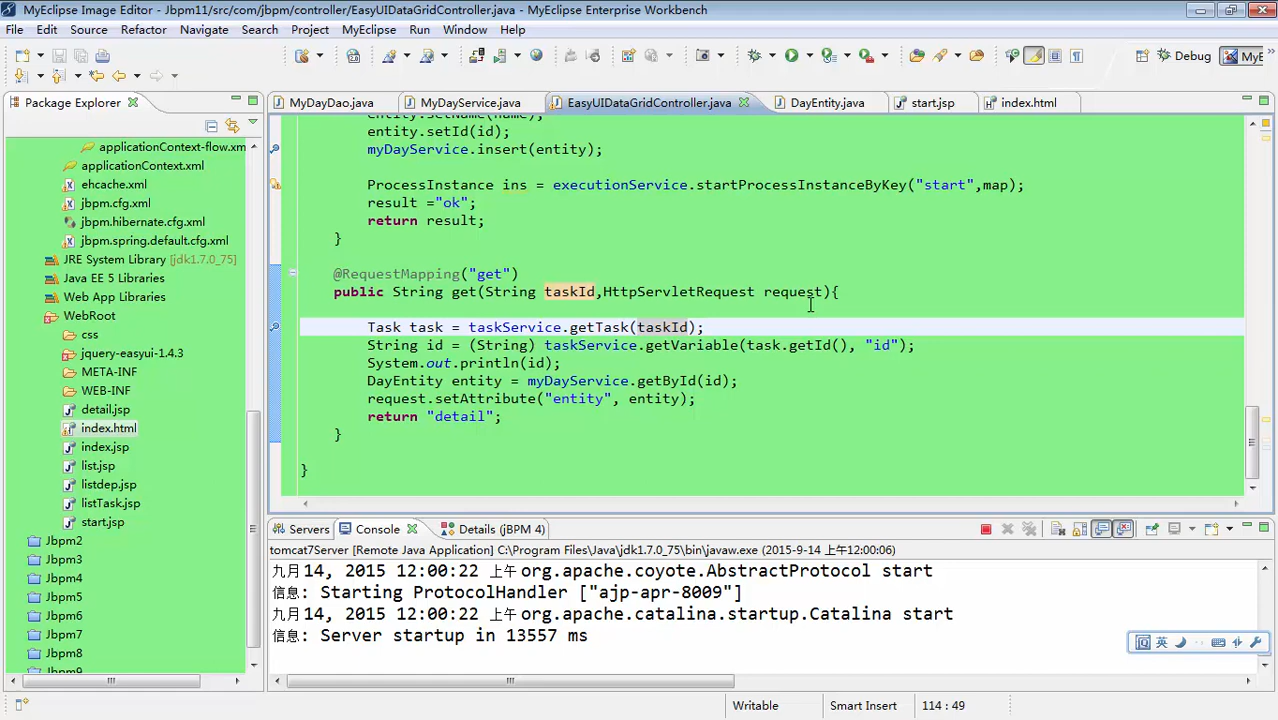 MyEclipse Image Editor - Jbpm11/src/com/jbpm/controller/EasyUIDataGridController.java - MyEclipse Enterprise Workbench
File Edit Source Refactor Navigate Search Project MyEclipse Run Window Help
Debug MyE
Package Explorer
MyDayDao.java MyDayService.java EasyUIDataGridController.java DayEntity.java start.jsp index.html
applicationContext-flow.xm
applicationContext.xml
ehcache.xml
jbpm.cfg.xml
jbpm.hibernate.cfg.xml
jbpm.spring.default.cfg.xml
JRE System Library [jdk1.7.0_75]
Java EE 5 Libraries
Web App Libraries
WebRoot
css
jquery-easyui-1.4.3
META-INF
WEB-INF
detail.jsp
index.html
index.jsp
list.jsp
listdep.jsp
listTask.jsp
start.jsp
Jbpm2
Jbpm3
Jbpm4
Jbpm5
Jbpm6
Jbpm7
Jbpm8
Jbpm9
entity.setName(name);
entity.setId(id);
myDayService.insert(entity);
ProcessInstance ins = executionService.startProcessInstanceByKey("start",map);
result ="ok";
return result;
}
@RequestMapping("get")
public String get(String taskId,HttpServletRequest request){
Task task = taskService.getTask(taskId);
String id = (String) taskService.getVariable(task.getId(), "id");
System.out.println(id);
DayEntity entity = myDayService.getById(id);
request.setAttribute("entity", entity);
return "detail";
}
}
Servers Console Details (jBPM 4)
tomcat7Server [Remote Java Application] C:\Program Files\Java\jdk1.7.0_75\bin\javaw.exe (2015-9-14 上午12:00:06)
九月14, 2015 12:00:22 上午 org.apache.coyote.AbstractProtocol start
信息: Starting ProtocolHandler ["ajp-apr-8009"]
九月14, 2015 12:00:22 上午 org.apache.catalina.startup.Catalina start
信息: Server startup in 13557 ms
英
Writable Smart Insert 114 : 49